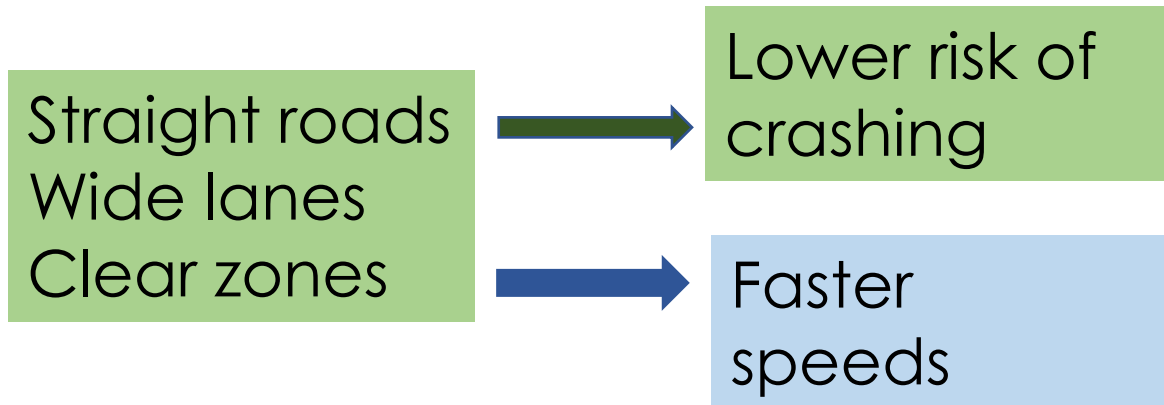 Straight roads
Wide lanes
Clear zones
Lower risk of
crashing
Faster
speeds